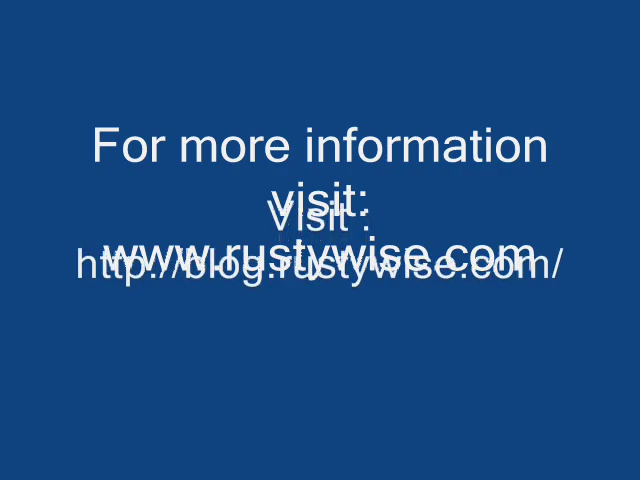 For more information
visit:
www.rustywise.com
Visit :
http://blog.rustywise.com/